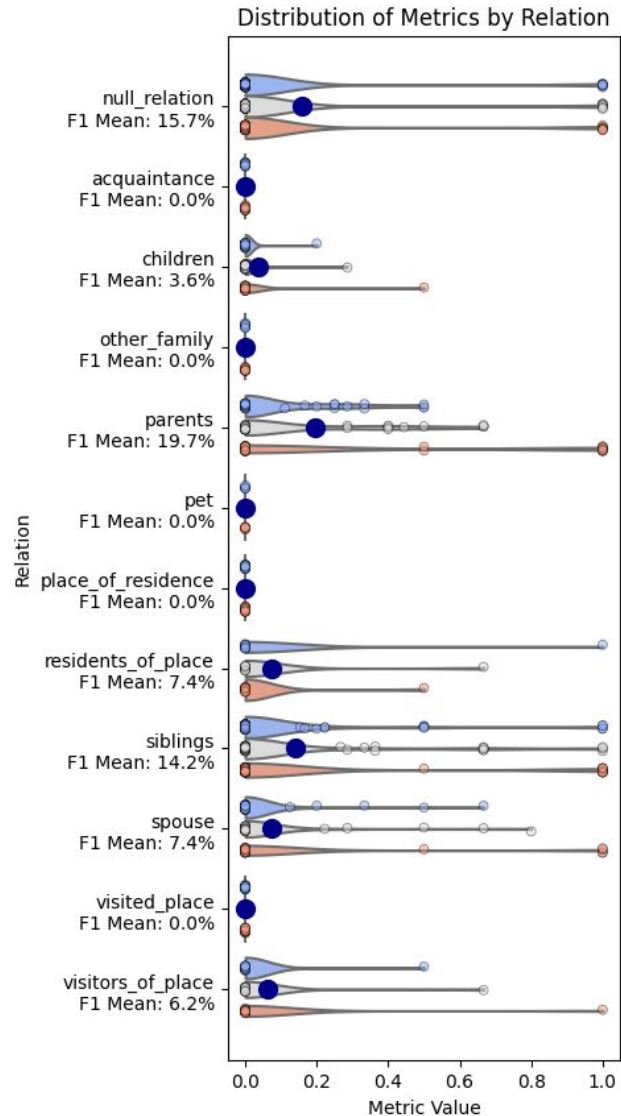 Distribution of Metrics by Relation
null_relation
F1 Mean: 15.7%
acquaintance
F1 Mean: 0.0%
children
F1 Mean: 3.6%
other_family
F1 Mean: 0.0%
parents
F1 Mean: 19.7%
pet
F1 Mean: 0.0%
place_of_residence
F1 Mean: 0.0%
residents_of_place
F1 Mean: 7.4%
siblings
F1 Mean: 14.2%
spouse
F1 Mean: 7.4%
visited_place
F1 Mean: 0.0%
visitors_of_place
F1 Mean: 6.2%
Relation
0.0 0.2 0.4 0.6 0.8 1.0
Metric Value